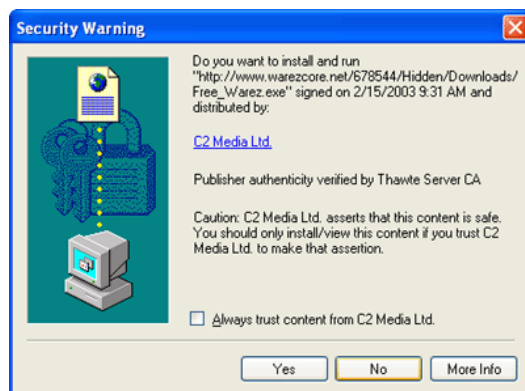 Security Warning
Do you want to install and run
"http://www.warezcore.net/678544/Hidden/Downloads/
Free_Warez.exe" signed on 2/15/2003 9:31 AM and
distributed by:
C2 Media Ltd.
Publisher authenticity verified by Thawte Server CA
Caution: C2 Media Ltd. asserts that this content is safe.
You should only install/view this content if you trust C2
Media Ltd. to make that assertion.
Always trust content from C2 Media Ltd.
Yes No More Info